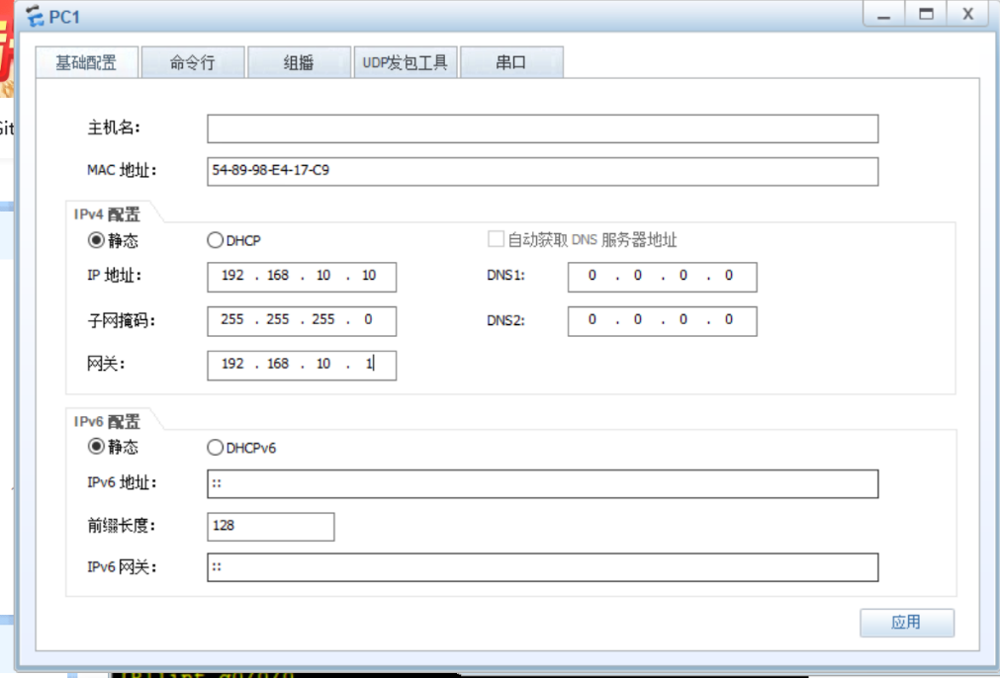 PC1
X
基础配置 命令行 组播 UDP发包工具 串口
主机名:
MAC 地址: 54-89-98-E4-17-C9
IPv4 配置
静态 DHCP 自动获取 DNS 服务器地址
IP 地址: 192 . 168 . 10 . 10 DNS1: 0 . 0 . 0 . 0
子网掩码: 255 . 255 . 255 . 0 DNS2: 0 . 0 . 0 . 0
网关: 192 . 168 . 10 . 1
IPv6 配置
静态 DHCPv6
IPv6 地址: ::
前缀长度: 128
IPv6 网关: ::
应用